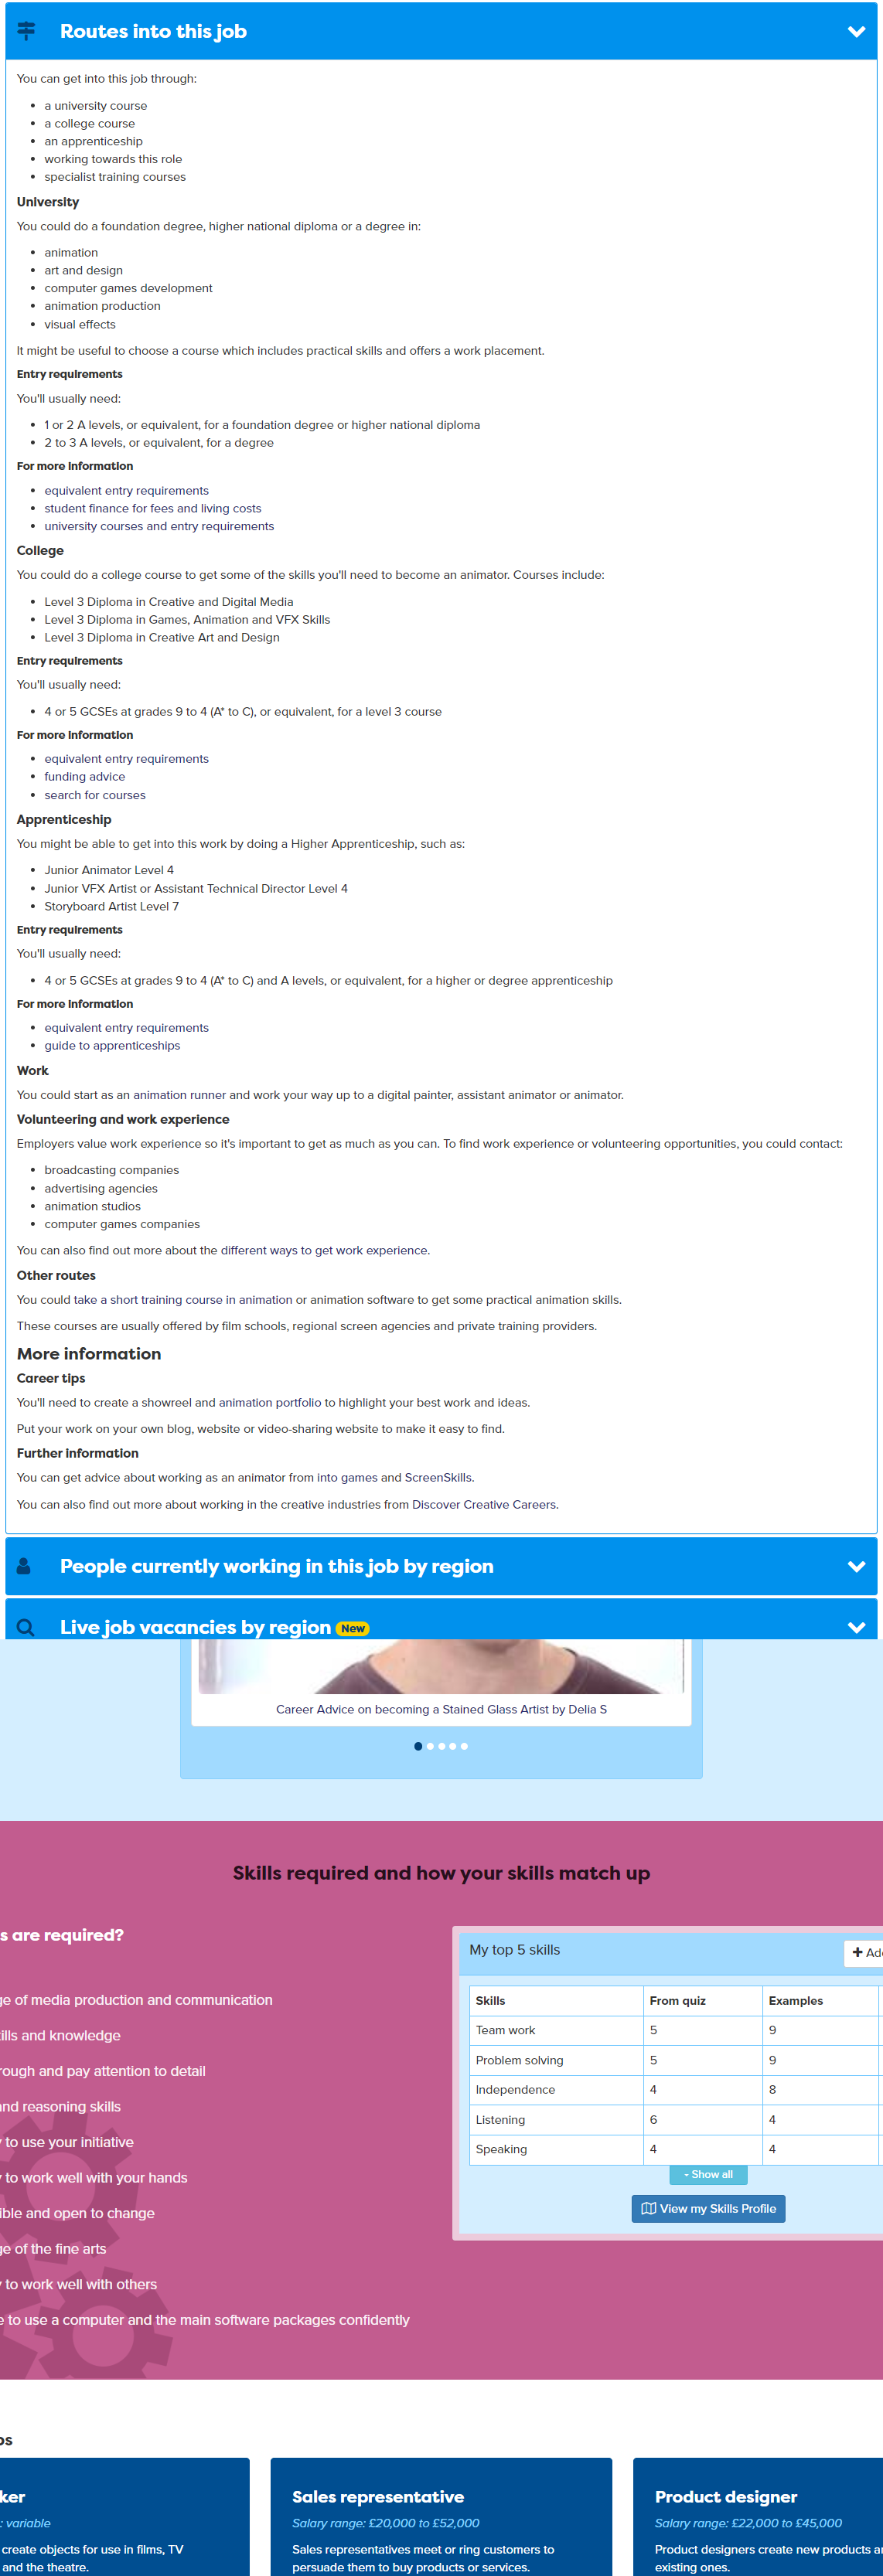 Routes into this job
You can get into this job through:
a university course
a college course
an apprenticeship
working towards this role
specialist training courses
University
You could do a foundation degree, higher national diploma or a degree in:
animation
art and design
computer games development
animation production
visual effects
It might be useful to choose a course which includes practical skills and offers a work placement.
Entry requirements
You'll usually need:
1 or 2 A levels, or equivalent, for a foundation degree or higher national diploma
2 to 3 A levels, or equivalent, for a degree
For more information
equivalent entry requirements
student finance for fees and living costs
university courses and entry requirements
College
You could do a college course to get some of the skills you'll need to become an animator. Courses include:
Level 3 Diploma in Creative and Digital Media
Level 3 Diploma in Games, Animation and VFX Skills
Level 3 Diploma in Creative Art and Design
Entry requirements
You'll usually need:
4 or 5 GCSEs at grades 9 to 4 (A* to C), or equivalent, for a level 3 course
For more information
equivalent entry requirements
funding advice
search for courses
Apprenticeship
You might be able to get into this work by doing a Higher Apprenticeship, such as:
Junior Animator Level 4
Junior VFX Artist or Assistant Technical Director Level 4
Storyboard Artist Level 7
Entry requirements
You'll usually need:
4 or 5 GCSEs at grades 9 to 4 (A* to C) and A levels, or equivalent, for a higher or degree apprenticeship
For more information
equivalent entry requirements
guide to apprenticeships
Work
You could start as an animation runner and work your way up to a digital painter, assistant animator or animator.
Volunteering and work experience
Employers value work experience so it's important to get as much as you can. To find work experience or volunteering opportunities, you could contact:
broadcasting companies
advertising agencies
animation studios
computer games companies
You can also find out more about the different ways to get work experience.
Other routes
You could take a short training course in animation or animation software to get some practical animation skills.
These courses are usually offered by film schools, regional screen agencies and private training providers.
More information
Career tips
You'll need to create a showreel and animation portfolio to highlight your best work and ideas.
Put your work on your own blog, website or video-sharing website to make it easy to find.
Further information
You can get advice about working as an animator from into games and ScreenSkills.
You can also find out more about working in the creative industries from Discover Creative Careers.
People currently working in this job by region
Live job vacancies by region New
Career Advice on becoming a Stained Glass Artist by Delia S
Skills required and how your skills match up
s are required?
ge of media production and communication
ills and knowledge
rough and pay attention to detail
and reasoning skills
y to use your initiative
y to work well with your hands
ible and open to change
ge of the fine arts
y to work well with others
e to use a computer and the main software packages confidently
My top 5 skills
Ad
Skills From quiz Examples
Team work 5 9
Problem solving 5 9
Independence 4 8
Listening 6 4
Speaking 4 4
- Show all
View my Skills Profile
bs
ker
: variable
create objects for use in films, TV
and the theatre.
Sales representative
Salary range: £20,000 to £52,000
Sales representatives meet or ring customers to
persuade them to buy products or services.
Product designer
Salary range: £22,000 to £45,000
Product designers create new products a
existing ones.